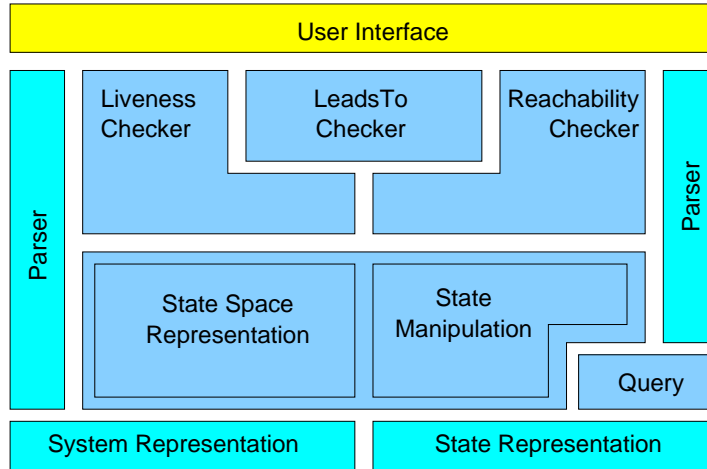 User Interface
Liveness
Checker
LeadsTo
Checker
Reachability
Checker
Parser
Parser
State Space
Representation
State
Manipulation
Query
System Representation
State Representation